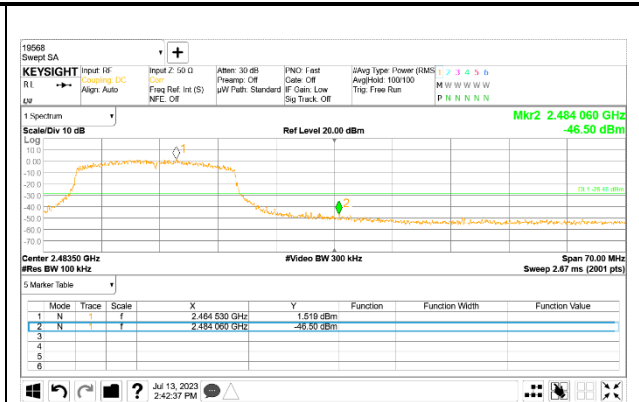 19568
Swept SA
+
KEYSIGHT Input: RF Input Z: 50 Ω Atten: 30 dB PNO: Fast #Avg Type: Power (RMS 1 2 3 4 5 6
R L Coupling: DC Corr Preamp: Off Gate: Off Avg|Hold: 100/100 M W W W W W
Align: Auto Freq Ref: Int (S) µW Path: Standard IF Gain: Low Trig: Free Run
NFE: Off Sig Track: Off P N N N N N
1 Spectrum Mkr2 2.484 060 GHz
Scale/Div 10 dB Ref Level 20.00 dBm -46.50 dBm
Log
10.0
0.00
-10.0
-20.0
-30.0
-40.0
-50.0
-60.0
-70.0
1
2
Center 2.48350 GHz #Video BW 300 kHz Span 70.00 MHz
#Res BW 100 kHz Sweep 2.67 ms (2001 pts)
5 Marker Table
Mode Trace Scale X Y Function Function Width Function Value
1 N 1 f 2.464 530 GHz 1.519 dBm
2 N 1 f 2.484 060 GHz -46.50 dBm
3
4
5
6
? Jul 13, 2023
2:42:37 PM